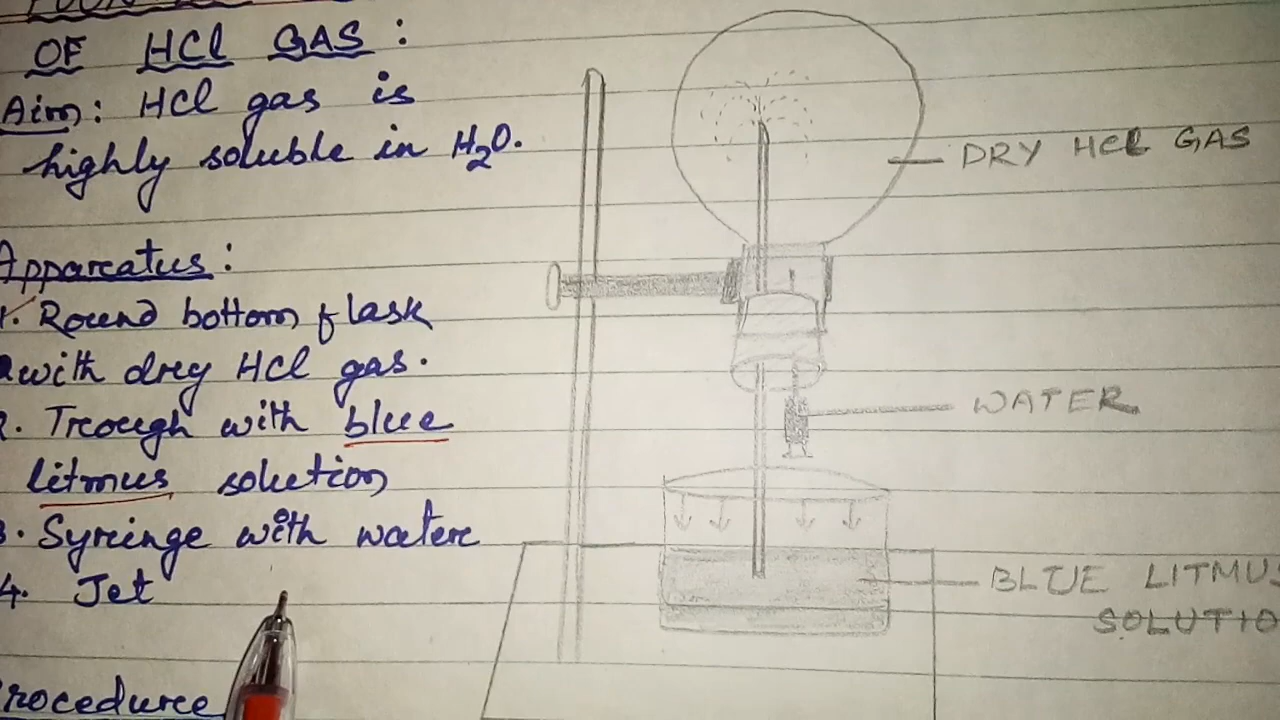 OF HCl GAS:
Aim: HCl gas is
highly soluble in H2O.
DRY HCl GAS
Apparatus:
1. Round bottom flask
with dry HCl gas.
2. Trough with blue
litmus solution
3. Syringe with water
4. Jet
WATER
BLUE LITMUS
SOLUTIO
Procedure